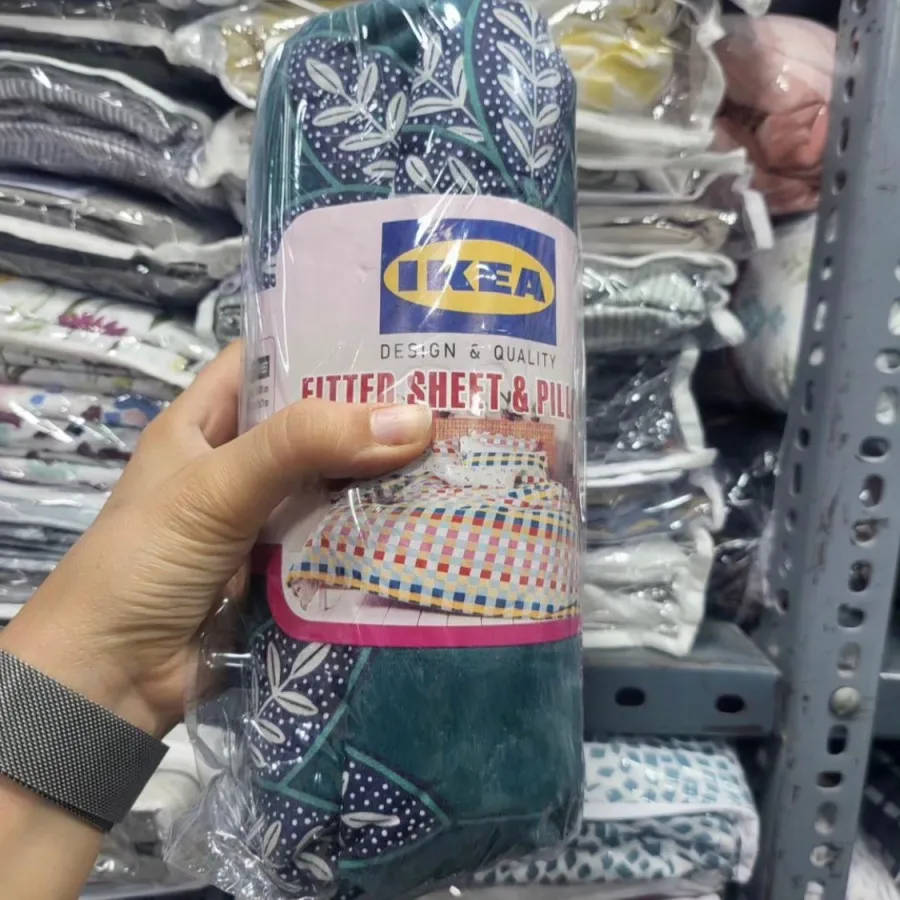 IKEA
DESIGN & QUALITY
FITTED SHEET & PILL